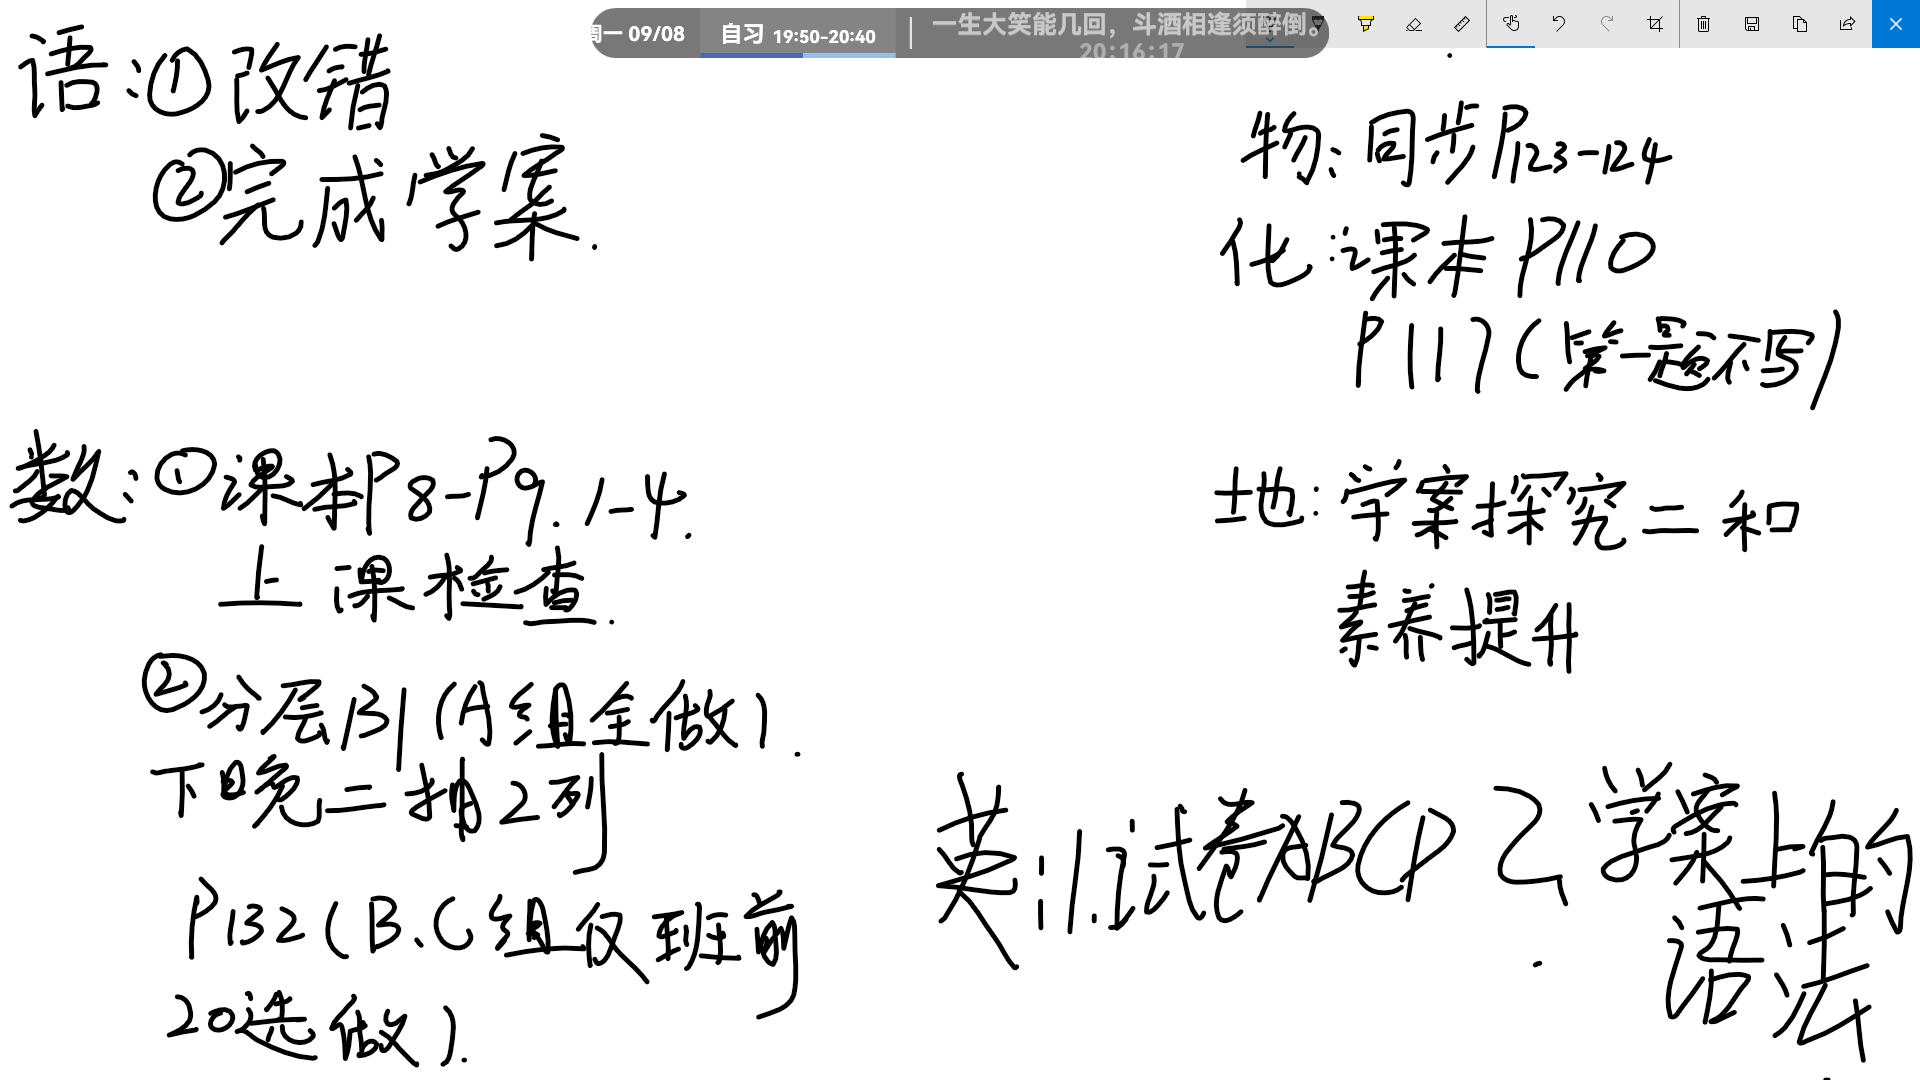 周一 09/08 自习 19:50-20:40 一生大笑能几回，斗酒相逢须醉倒。
20:16:17
语:①改错
②完成学案.
数:①课本P8-P9. 1-4.
上课检查.
②分层B1(A组全做).
下日晚二抽2列
P132(B、C组仅班前
20选做).
物:同步P123-124
化:课本P110
P117(第一题不写)
地:学案探究二和
素养提升
英:1.试卷ABCD 2、学案上的
语法